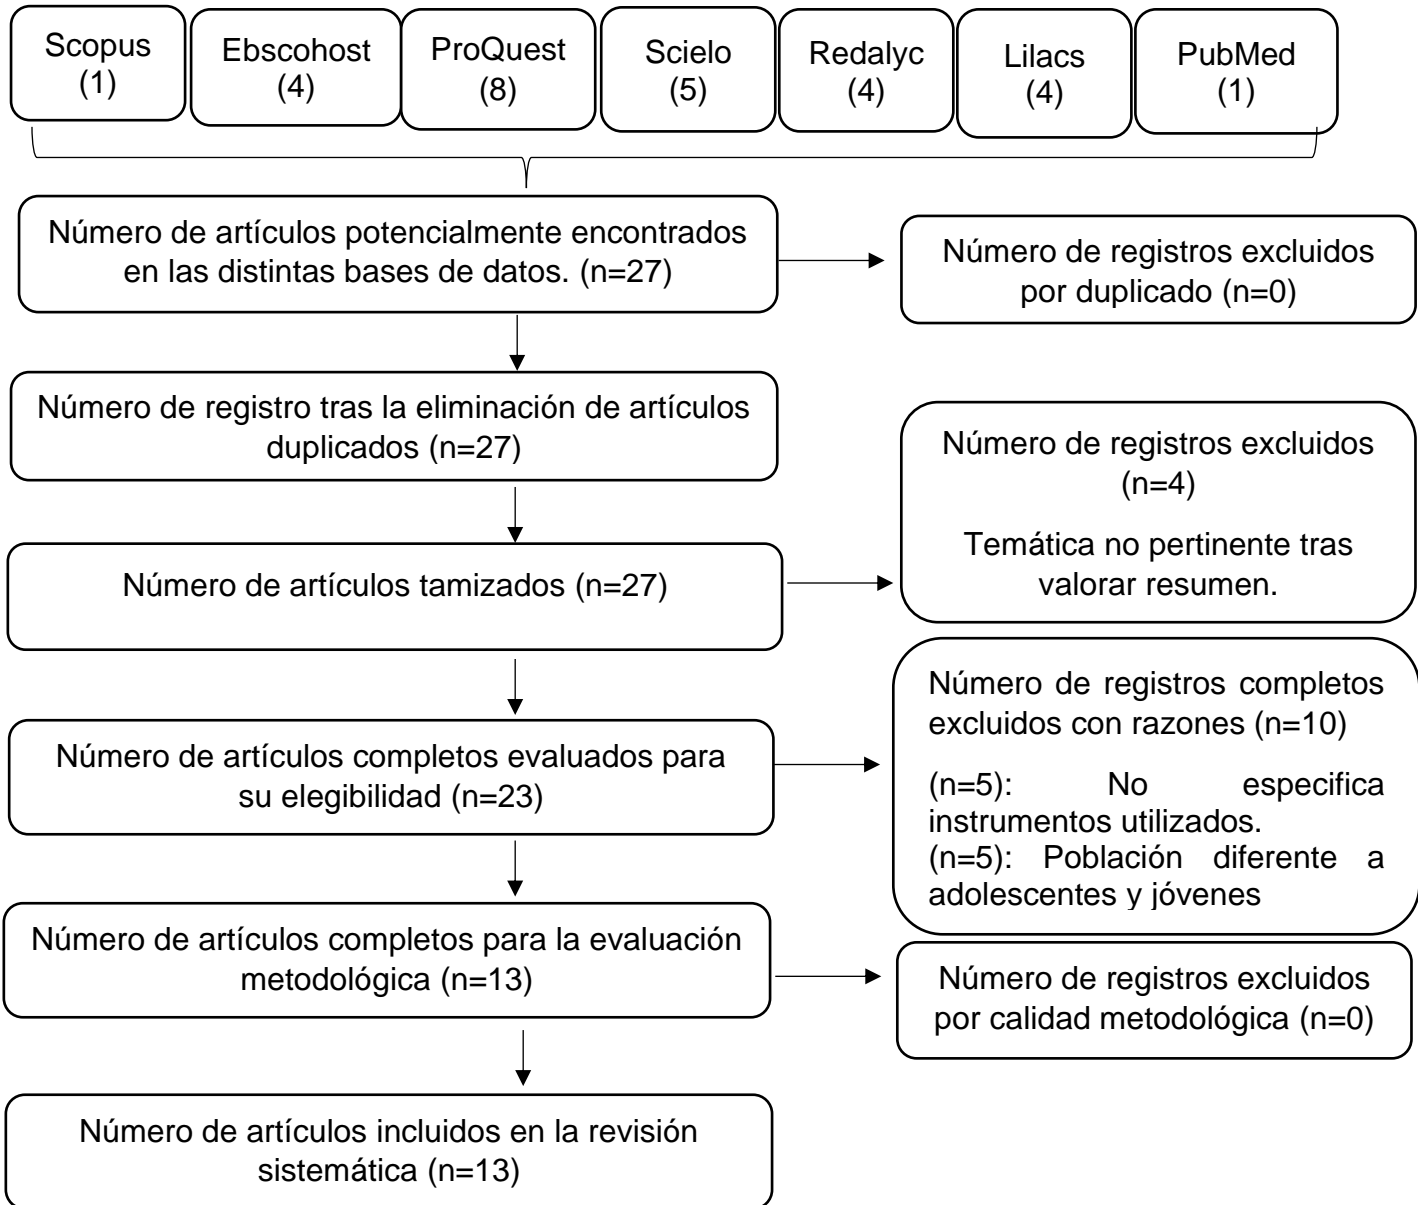 Scopus
(1)
Ebscohost
(4)
ProQuest
(8)
Scielo
(5)
Redalyc
(4)
Lilacs
(4)
PubMed
(1)
Número de artículos potencialmente encontrados
en las distintas bases de datos. (n=27)
Número de registros excluidos
por duplicado (n=0)
Número de registro tras la eliminación de artículos
duplicados (n=27)
Número de registros excluidos
(n=4)
Temática no pertinente tras
valorar resumen.
Número de artículos tamizados (n=27)
Número de registros completos
excluidos con razones (n=10)
(n=5): No especifica
instrumentos utilizados.
(n=5): Población diferente a
adolescentes y jóvenes
Número de artículos completos evaluados para
su elegibilidad (n=23)
Número de artículos completos para la evaluación
metodológica (n=13)
Número de registros excluidos
por calidad metodológica (n=0)
Número de artículos incluidos en la revisión
sistemática (n=13)